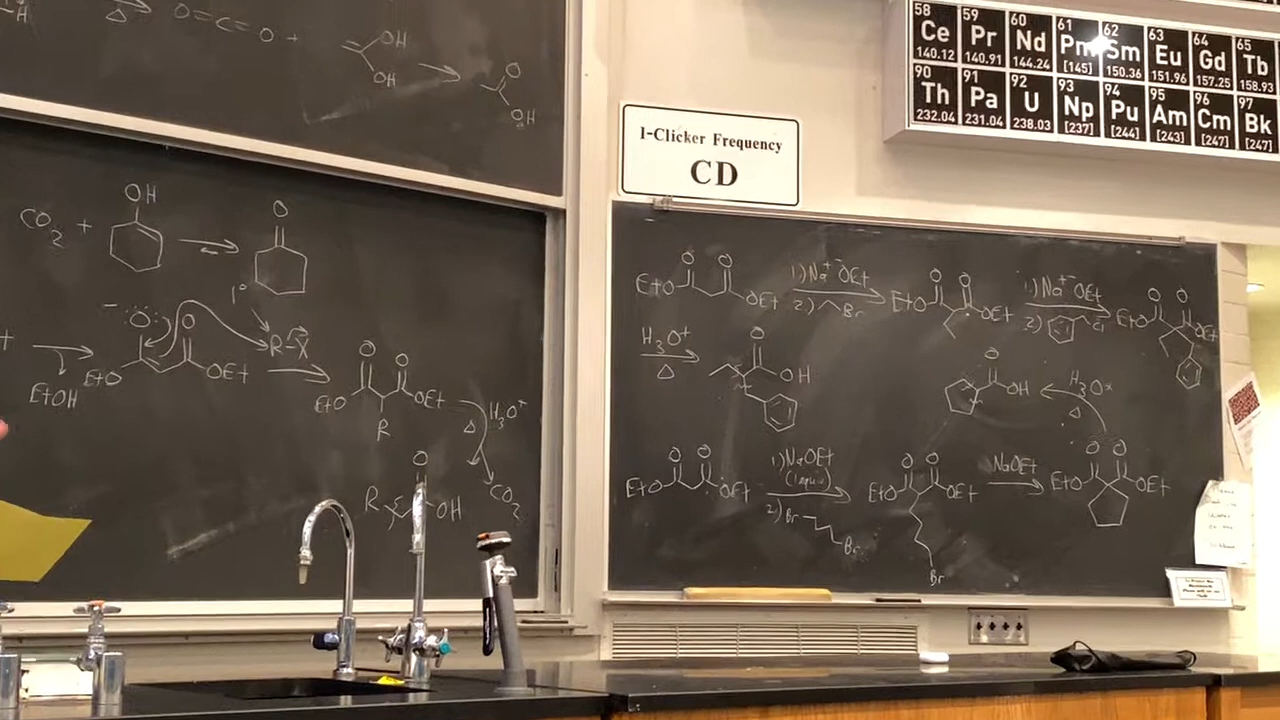 Δ O=C=O +
OH
OH
O
OH
CO2 +
OH
O
1°
- :Ö: O
R-X
EtO OEt
EtOH
O O
EtO OEt
R
H3O+
Δ
CO2
O
R OH
I-Clicker Frequency
CD
58 59 60 61 62 63 64 65
Ce Pr Nd Pm Sm Eu Gd Tb
140.12 140.91 144.24 [145] 150.36 151.96 157.25 158.93
90 91 92 93 94 95 96 97
Th Pa U Np Pu Am Cm Bk
232.04 231.04 238.03 [237] [244] [243] [247] [247]
O O
EtO OEt
1.) Na+ -OEt
2.) Br
O O
EtO OEt
1.) Na+ -OEt
2) Cl
O O
EtO OEt
H3O+
Δ
O
OH
O
OH
H3O+
Δ
O O
EtO OEt
1) NaOEt
(1 equiv)
2) Br Br
O O
EtO OEt
Br
NaOEt
O O
EtO OEt